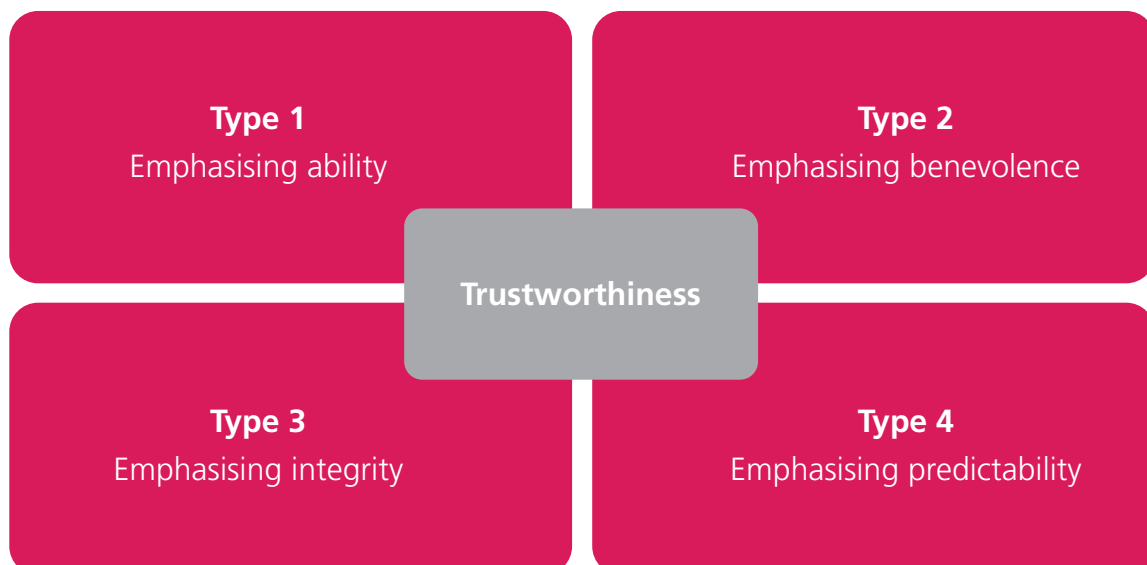 Type 1
Emphasising ability
Type 2
Emphasising benevolence
Trustworthiness
Type 3
Emphasising integrity
Type 4
Emphasising predictability